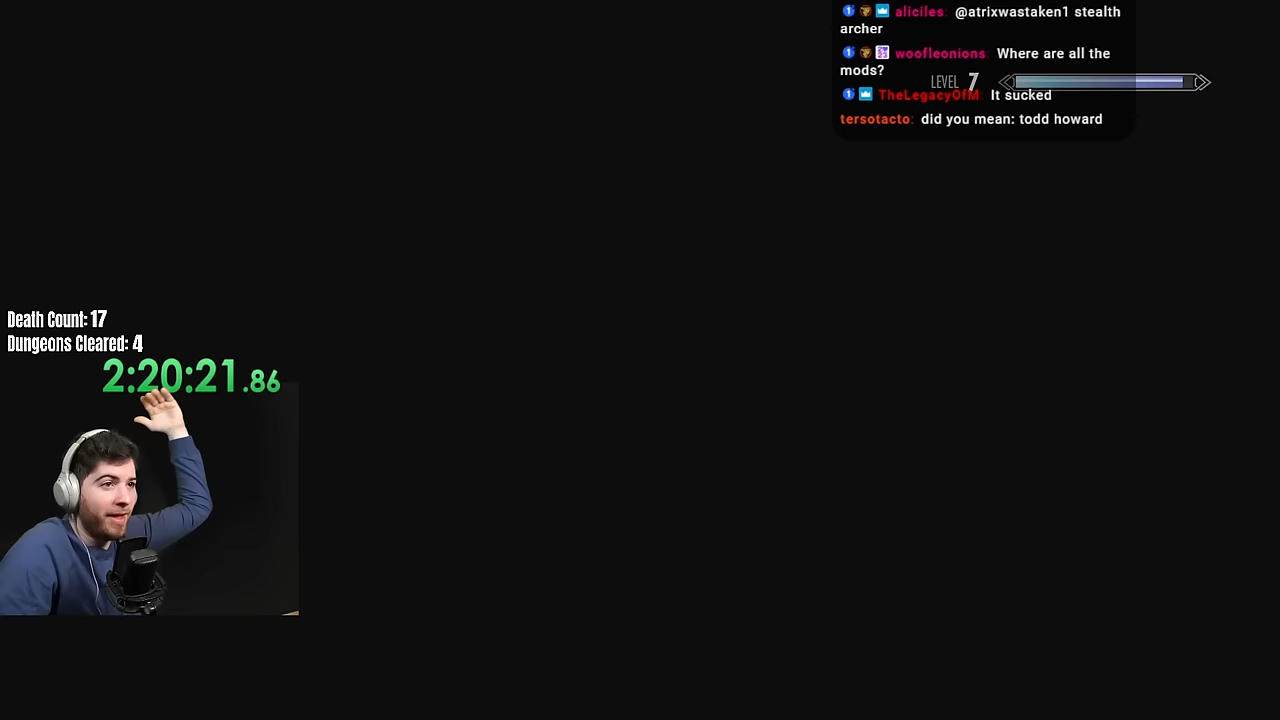 aliciles: @atrixwastaken1 stealth
archer
woofleonions: Where are all the
mods?
LEVEL 7
TheLegacyOfM: It sucked
tersotacto: did you mean: todd howard
Death Count: 17
Dungeons Cleared: 4
2:20:21.86